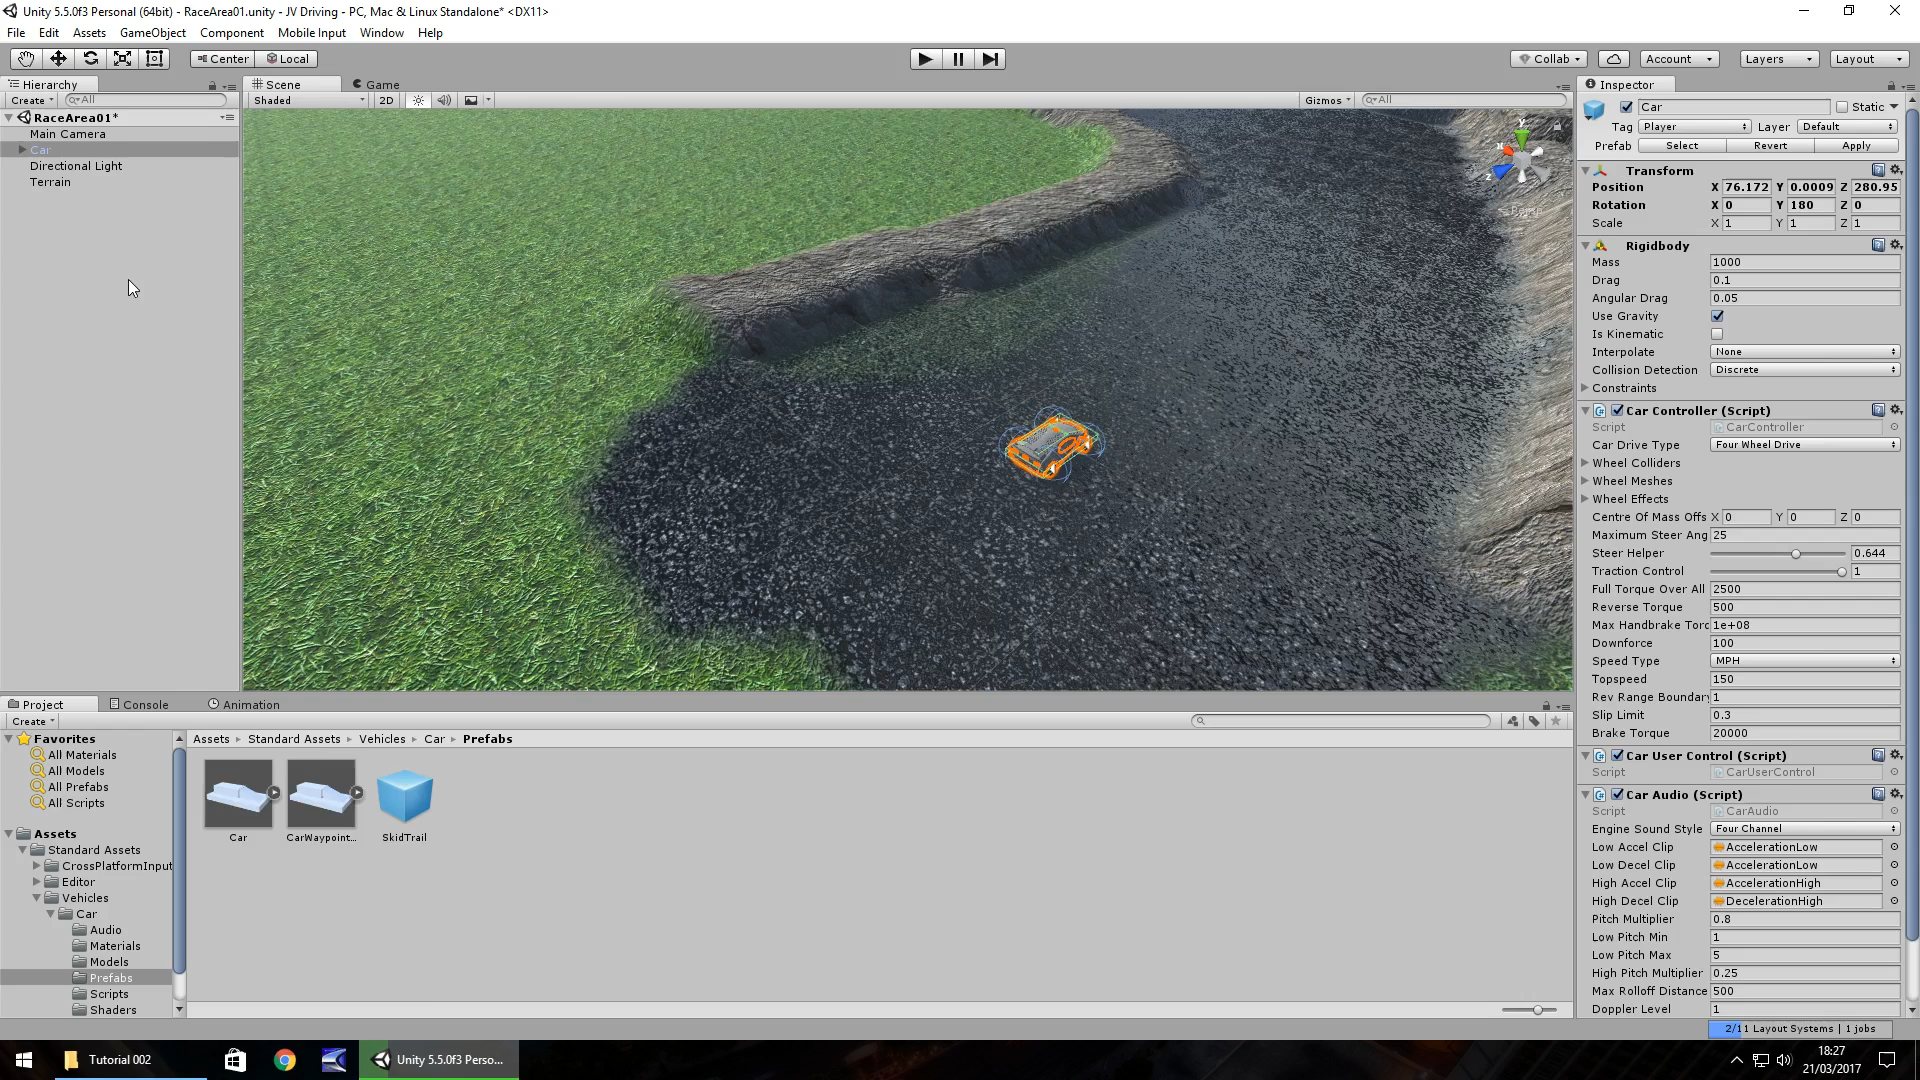 Unity 5.5.0f3 Personal (64bit) - RaceArea01.unity - JV Driving - PC, Mac & Linux Standalone* <DX11>
File Edit Assets GameObject Component Mobile Input Window Help
Center Local Collab Account Layers Layout
Hierarchy Scene Game Inspector
Create All Shaded 2D Gizmos All
RaceArea01*
Main Camera
Car
Directional Light
Terrain
y
x
z
Persp
Car Static
Tag Player Layer Default
Prefab Select Revert Apply
Transform
Position X 76.172 Y 0.0009 Z 280.95
Rotation X 0 Y 180 Z 0
Scale X 1 Y 1 Z 1
Rigidbody
Mass 1000
Drag 0.1
Angular Drag 0.05
Use Gravity
Is Kinematic
Interpolate None
Collision Detection Discrete
Constraints
Car Controller (Script)
Script CarController
Car Drive Type Four Wheel Drive
Wheel Colliders
Wheel Meshes
Wheel Effects
Centre Of Mass Offs X 0 Y 0 Z 0
Maximum Steer Ang 25
Steer Helper 0.644
Traction Control 1
Full Torque Over All 2500
Reverse Torque 500
Max Handbrake Torq 1e+08
Downforce 100
Speed Type MPH
Topspeed 150
Rev Range Boundary 1
Slip Limit 0.3
Brake Torque 20000
Car User Control (Script)
Script CarUserControl
Car Audio (Script)
Script CarAudio
Engine Sound Style Four Channel
Low Accel Clip AccelerationLow
Low Decel Clip AccelerationLow
High Accel Clip AccelerationHigh
High Decel Clip DecelerationHigh
Pitch Multiplier 0.8
Low Pitch Min 1
Low Pitch Max 5
High Pitch Multiplier 0.25
Max Rolloff Distance 500
Doppler Level 1
Project Console Animation
Create
Favorites
All Materials
All Models
All Prefabs
All Scripts
Assets
Standard Assets
CrossPlatformInput
Editor
Vehicles
Car
Audio
Materials
Models
Prefabs
Scripts
Shaders
Assets Standard Assets Vehicles Car Prefabs
Car CarWaypoint... SkidTrail
2/11 Layout Systems | 1 jobs
Tutorial 002 Unity 5.5.0f3 Perso...
18:27
21/03/2017